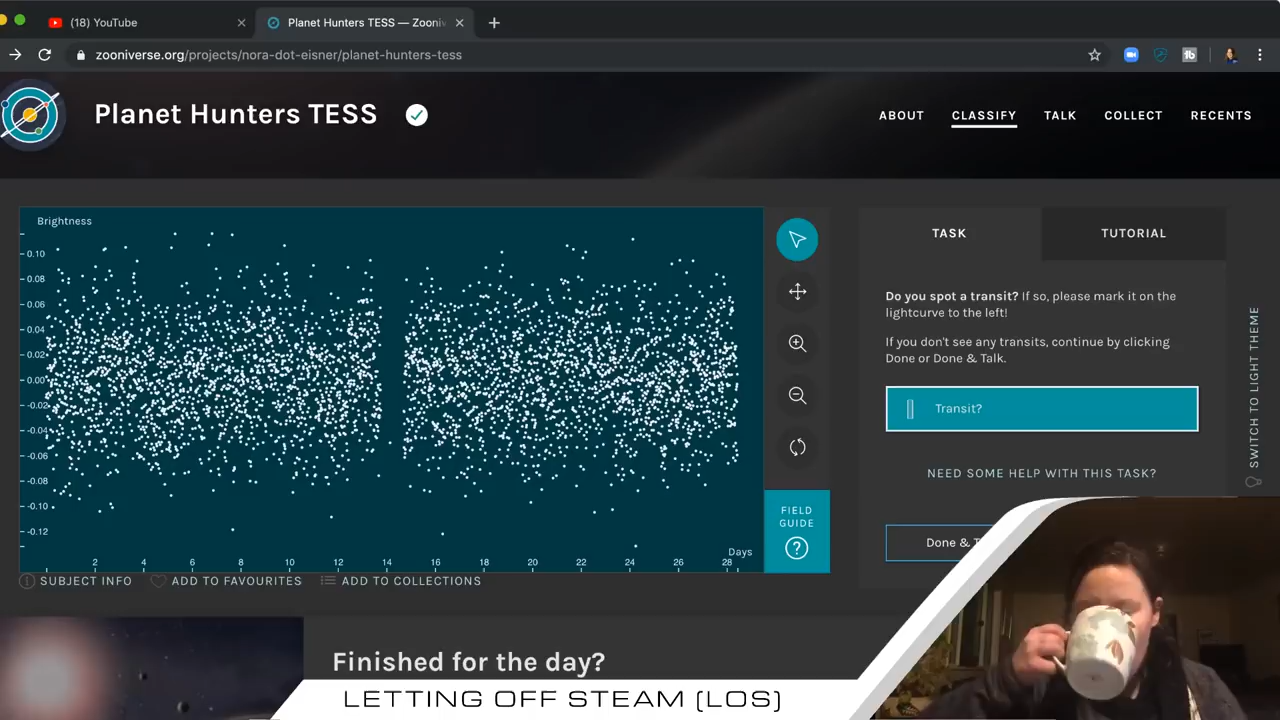 (18) YouTube
Planet Hunters TESS — Zooniv
zooniverse.org/projects/nora-dot-eisner/planet-hunters-tess
Planet Hunters TESS
ABOUT
CLASSIFY
TALK
COLLECT
RECENTS
Brightness
0.10
0.08
0.06
0.04
0.02
0.00
-0.02
-0.04
-0.06
-0.08
-0.10
-0.12
2 4 6 8 10 12 14 16 18 20 22 24 26 28
Days
FIELD
GUIDE
?
SUBJECT INFO
ADD TO FAVOURITES
ADD TO COLLECTIONS
TASK
TUTORIAL
Do you spot a transit? If so, please mark it on the
lightcurve to the left!
If you don't see any transits, continue by clicking
Done or Done & Talk.
Transit?
NEED SOME HELP WITH THIS TASK?
Done & T
SWITCH TO LIGHT THEME
Finished for the day?
LETTING OFF STEAM (LOS)